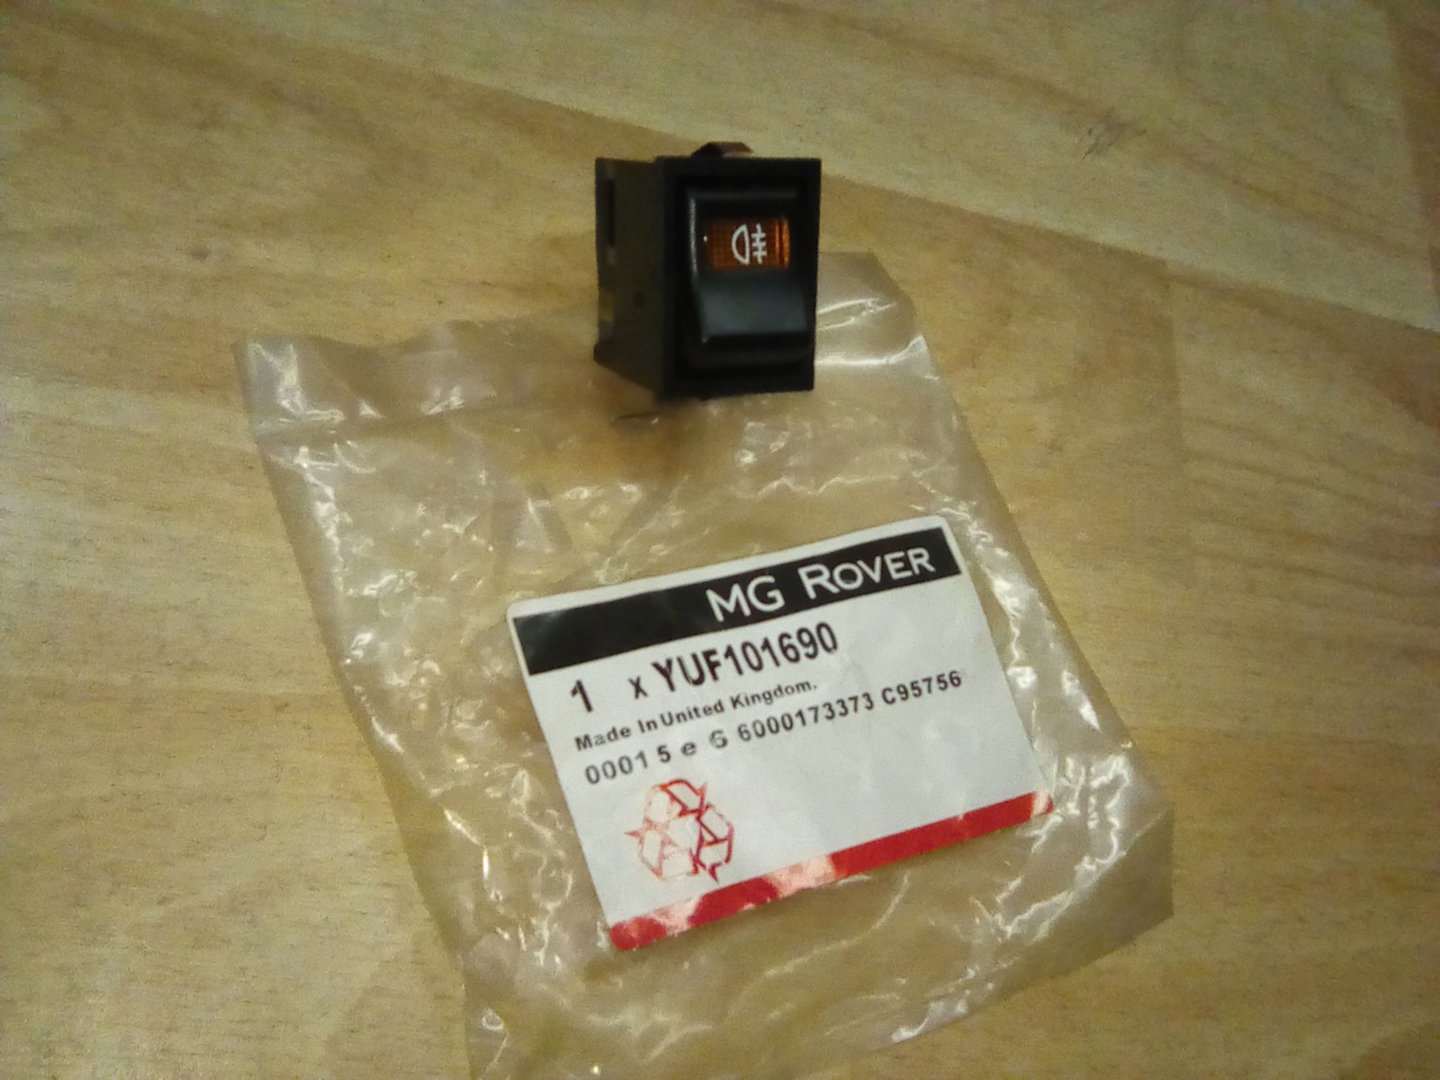 MG ROVER
1 x YUF101690
Made In United Kingdom.
0001 5 e 6 6000173373 C95756